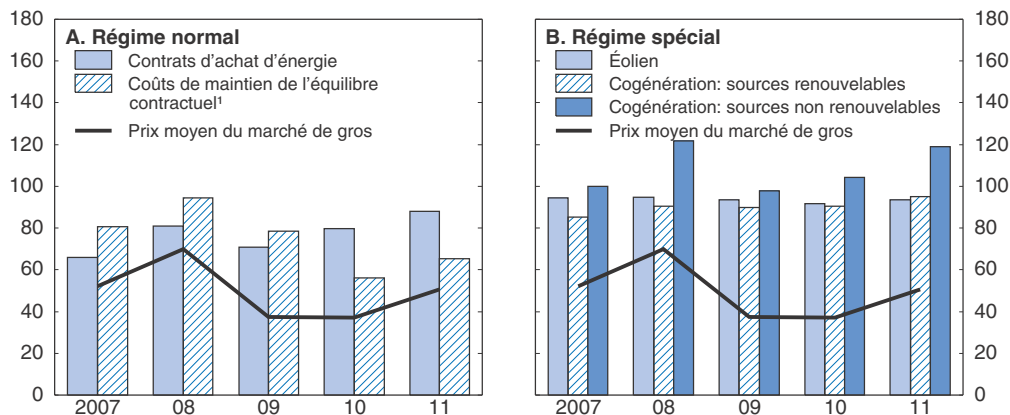 A. Régime normal
Contrats d'achat d'énergie
Coûts de maintien de l'équilibre
contractuel¹
Prix moyen du marché de gros
180
160
140
120
100
80
60
40
20
0
2007 08 09 10 11
B. Régime spécial
Éolien
Cogénération: sources renouvelables
Cogénération: sources non renouvelables
Prix moyen du marché de gros
180
160
140
120
100
80
60
40
20
0
2007 08 09 10 11